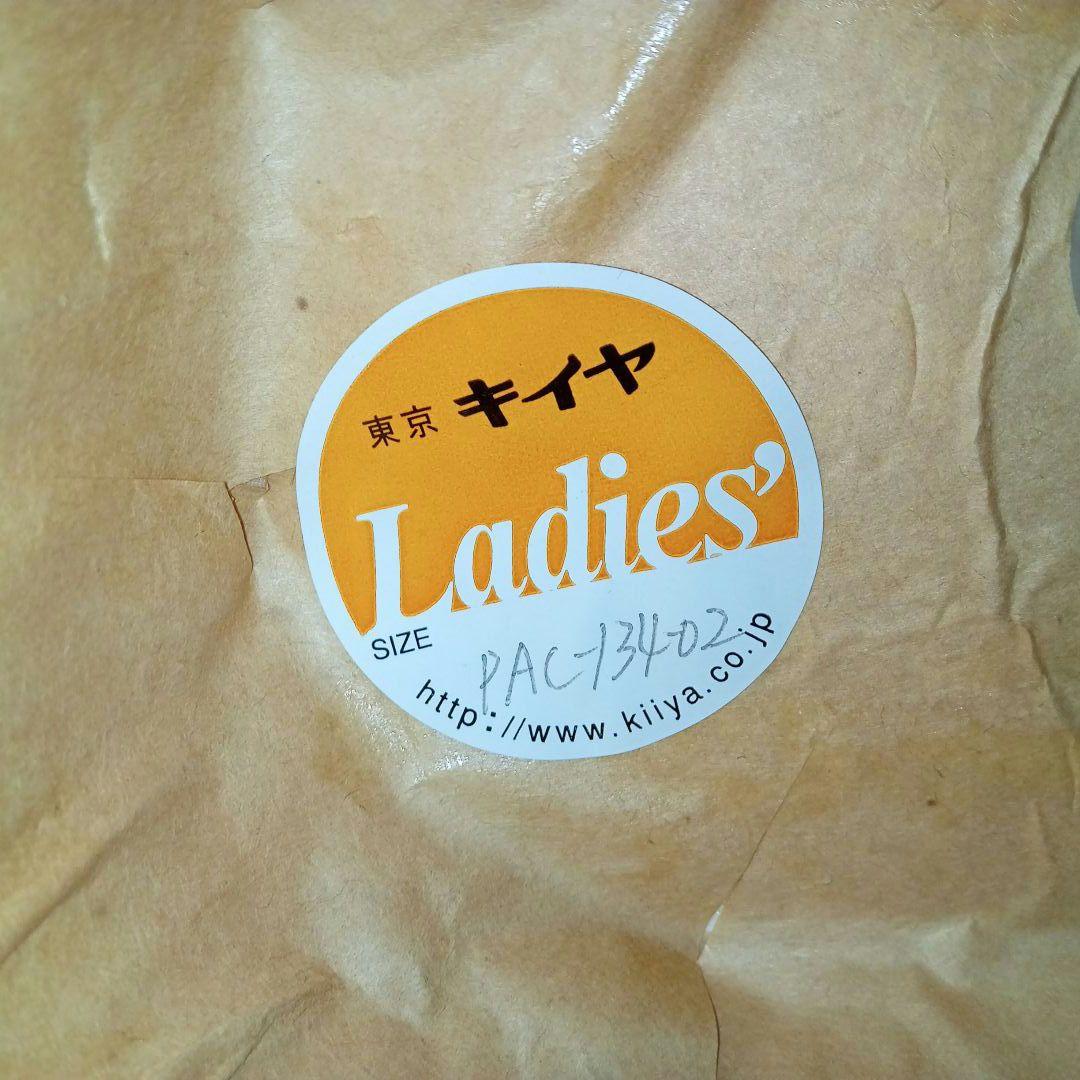 東京 キイヤ
Ladies'
SIZE
PAC-134-02
http://www.kiiya.co.jp